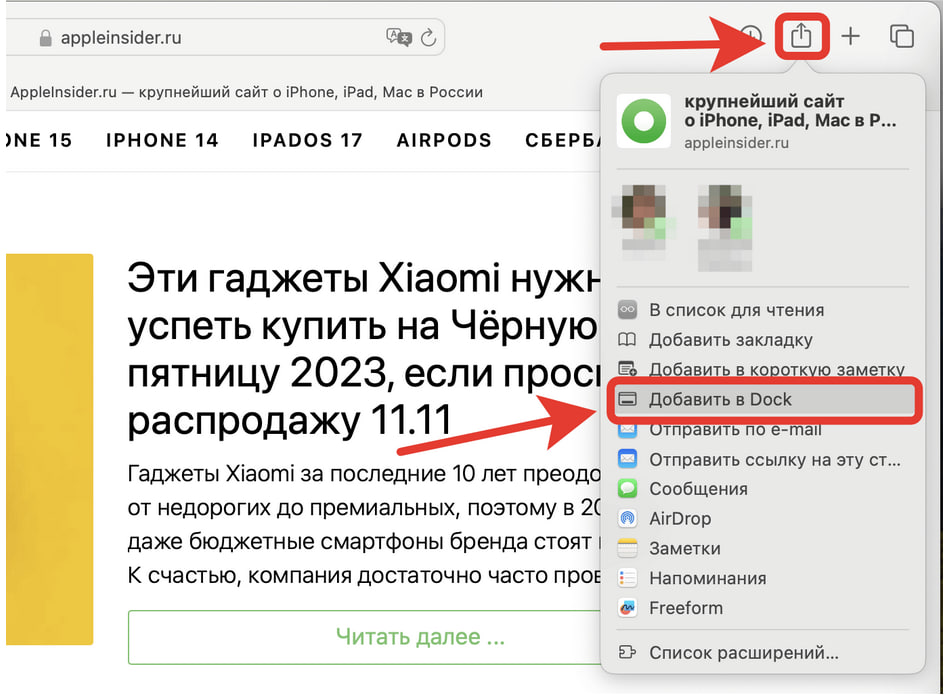 appleinsider.ru
AppleInsider.ru — крупнейший сайт о iPhone, iPad, Mac в России
ONE 15 IPHONE 14 IPADOS 17 AIRPODS СБЕРБА
Эти гаджеты Xiaomi нужн
успеть купить на Чёрную
пятницу 2023, если просп
распродажу 11.11
Гаджеты Xiaomi за последние 10 лет преодо
от недорогих до премиальных, поэтому в 20
даже бюджетные смартфоны бренда стоят
К счастью, компания достаточно часто пров
Читать далее ...
крупнейший сайт
о iPhone, iPad, Mac в Р...
appleinsider.ru
В список для чтения
Добавить закладку
Добавить в короткую заметку
Добавить в Dock
Отправить по e-mail
Отправить ссылку на эту ст...
Сообщения
AirDrop
Заметки
Напоминания
Freeform
Список расширений...